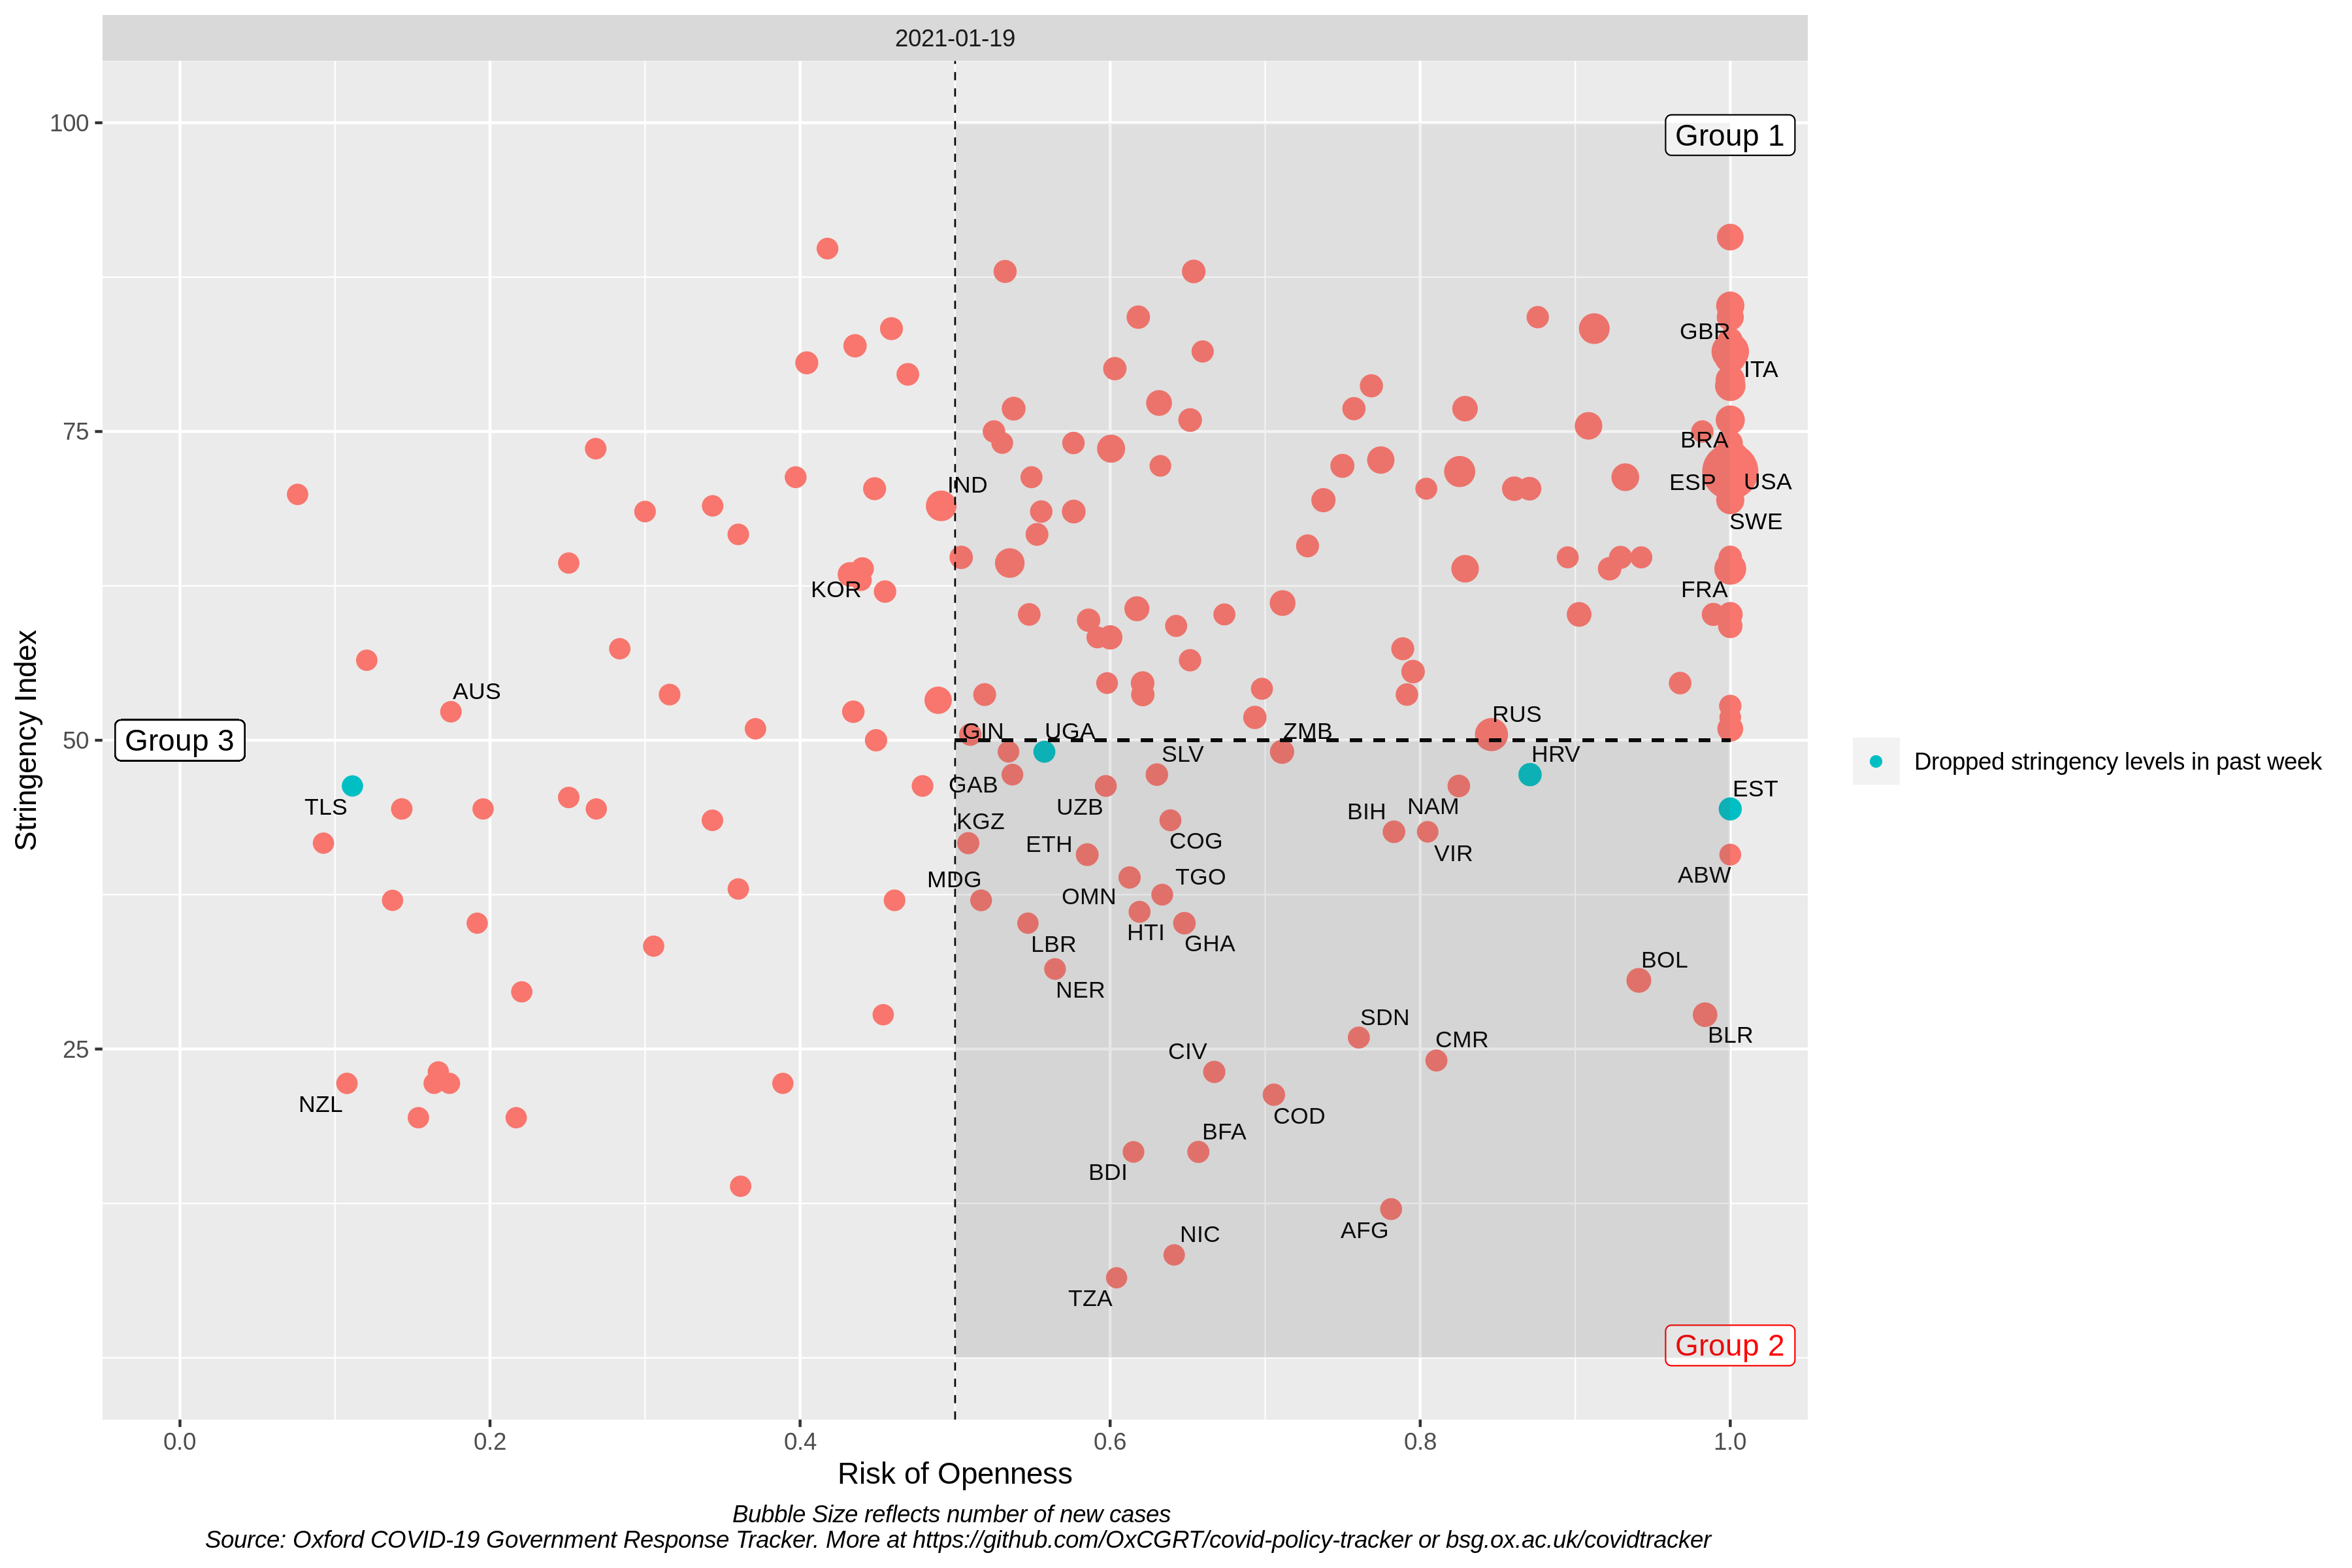 2021-01-19
100
Group 1
GBR
ITA
75
BRA
IND
ESP
USA
SWE
KOR
FRA
AUS
RUS
Group 3
50
GIN
UGA
ZMB
SLV
HRV
Dropped stringency levels in past week
GAB
EST
TLS
UZB
BIH
NAM
KGZ
ETH
COG
VIR
MDG
OMN
TGO
ABW
HTI
LBR
GHA
BOL
NER
SDN
CMR
BLR
25
CIV
NZL
COD
BFA
BDI
AFG
NIC
TZA
Group 2
Stringency Index
0.0
0.2
0.4
0.6
0.8
1.0
Risk of Openness
Bubble Size reflects number of new cases
Source: Oxford COVID-19 Government Response Tracker. More at https://github.com/OxCGRT/covid-policy-tracker or bsg.ox.ac.uk/covidtracker